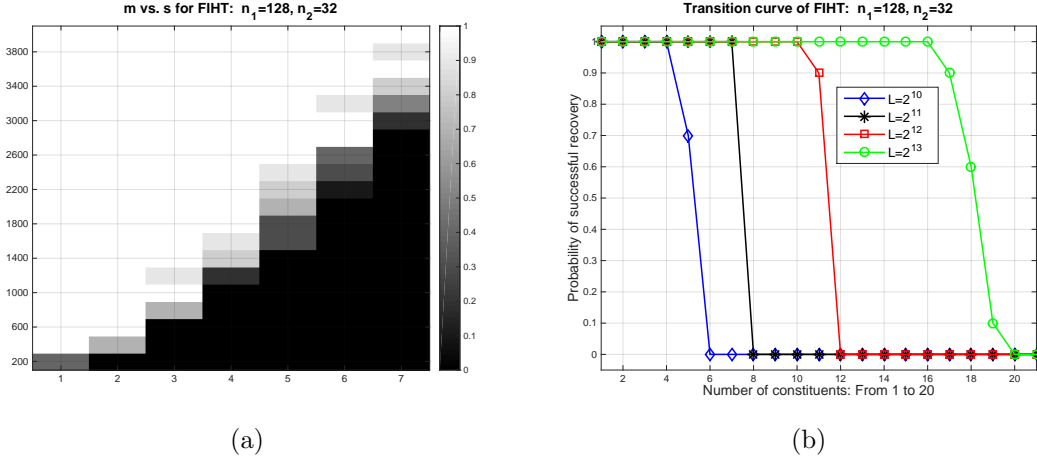 m vs. s for FIHT: n1=128, n2=32
3800
3400
3000
2600
2200
1800
1400
1000
600
200
1 2 3 4 5 6 7
1
0.9
0.8
0.7
0.6
0.5
0.4
0.3
0.2
0.1
0
(a)
Transition curve of FIHT: n1=128, n2=32
Probability of successful recovery
1
0.9
0.8
0.7
0.6
0.5
0.4
0.3
0.2
0.1
0
L=2^10
L=2^11
L=2^12
L=2^13
2 4 6 8 10 12 14 16 18 20
Number of constituents: From 1 to 20
(b)